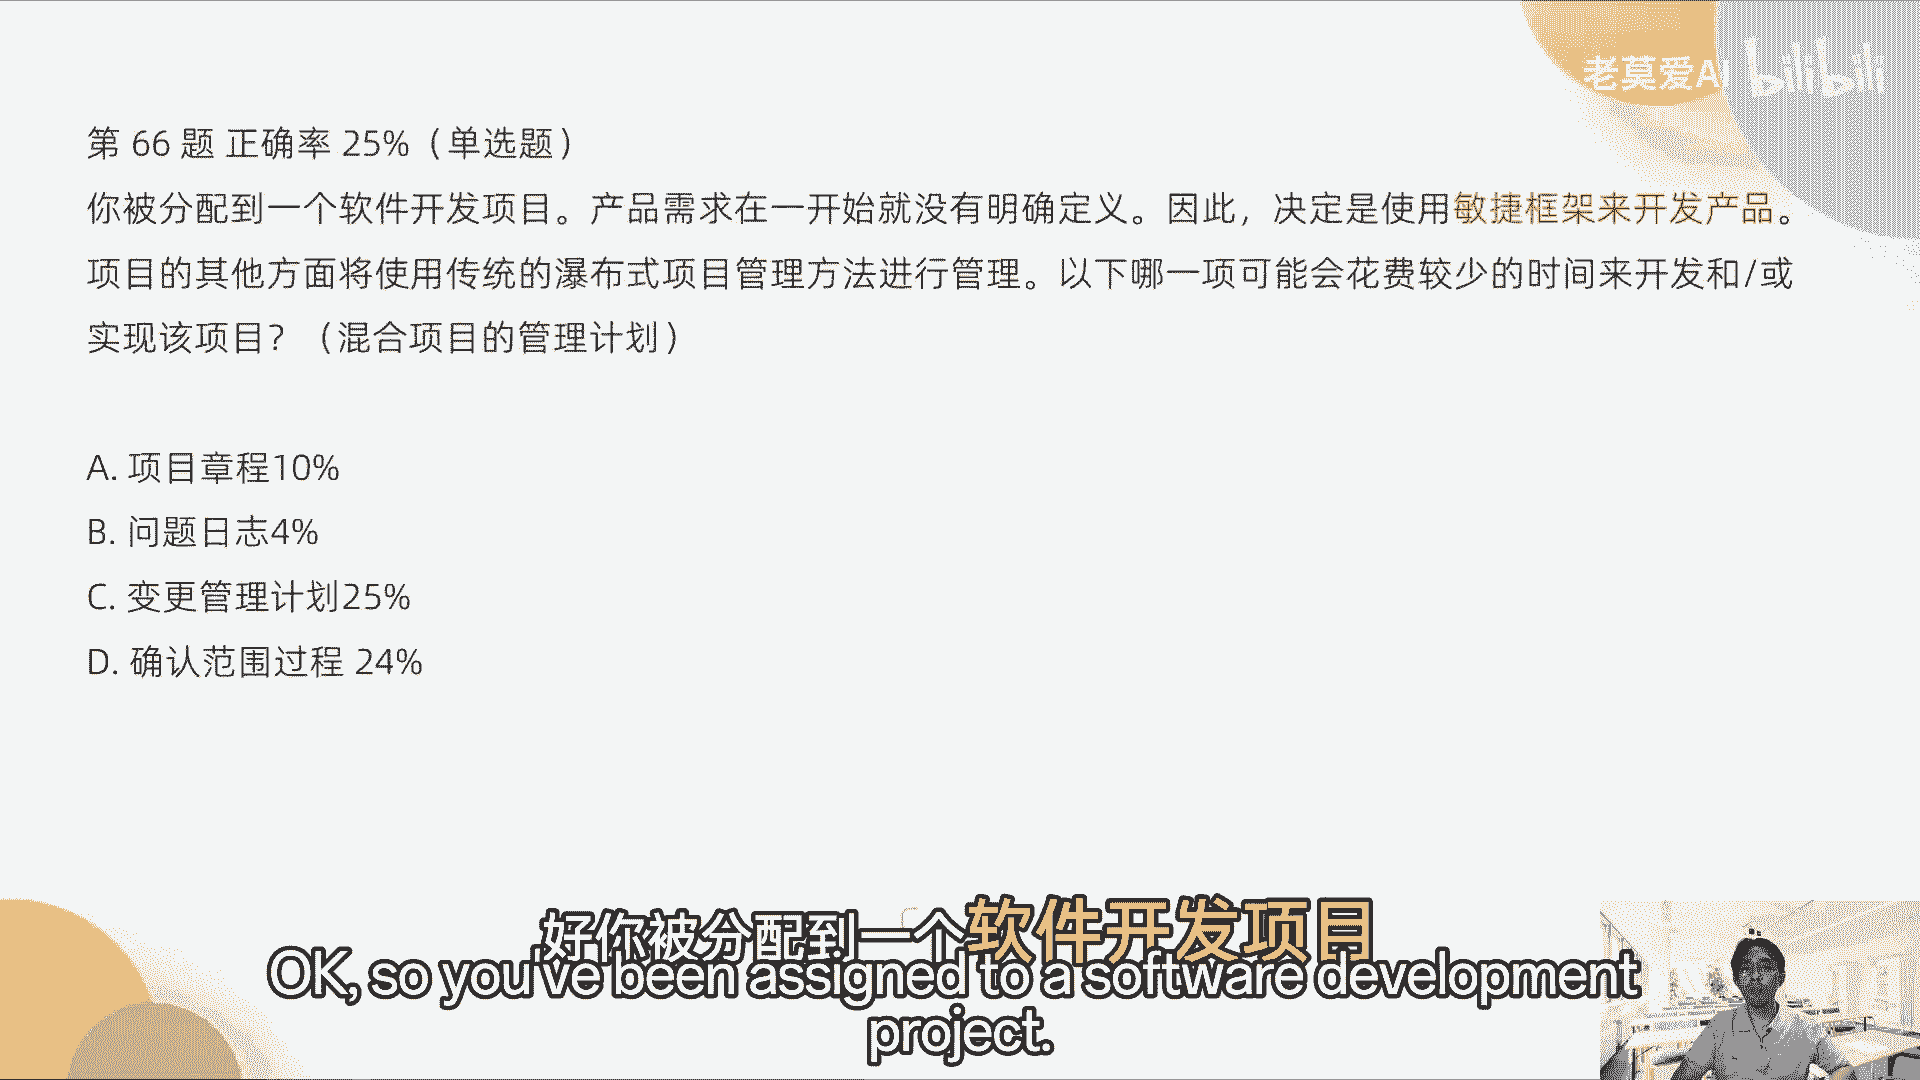 老莫爱AI bilibili
第 66 题 正确率 25%（单选题）
你被分配到一个软件开发项目。产品需求在一开始就没有明确定义。因此，决定是使用敏捷框架来开发产品。
项目的其他方面将使用传统的瀑布式项目管理方法进行管理。以下哪一项可能会花费较少的时间来开发和/或
实现该项目？（混合项目的管理计划）
A. 项目章程10%
B. 问题日志4%
C. 变更管理计划25%
D. 确认范围过程 24%
好你被分配到一个软件开发项目
OK, so you've been assigned to a software development
project.